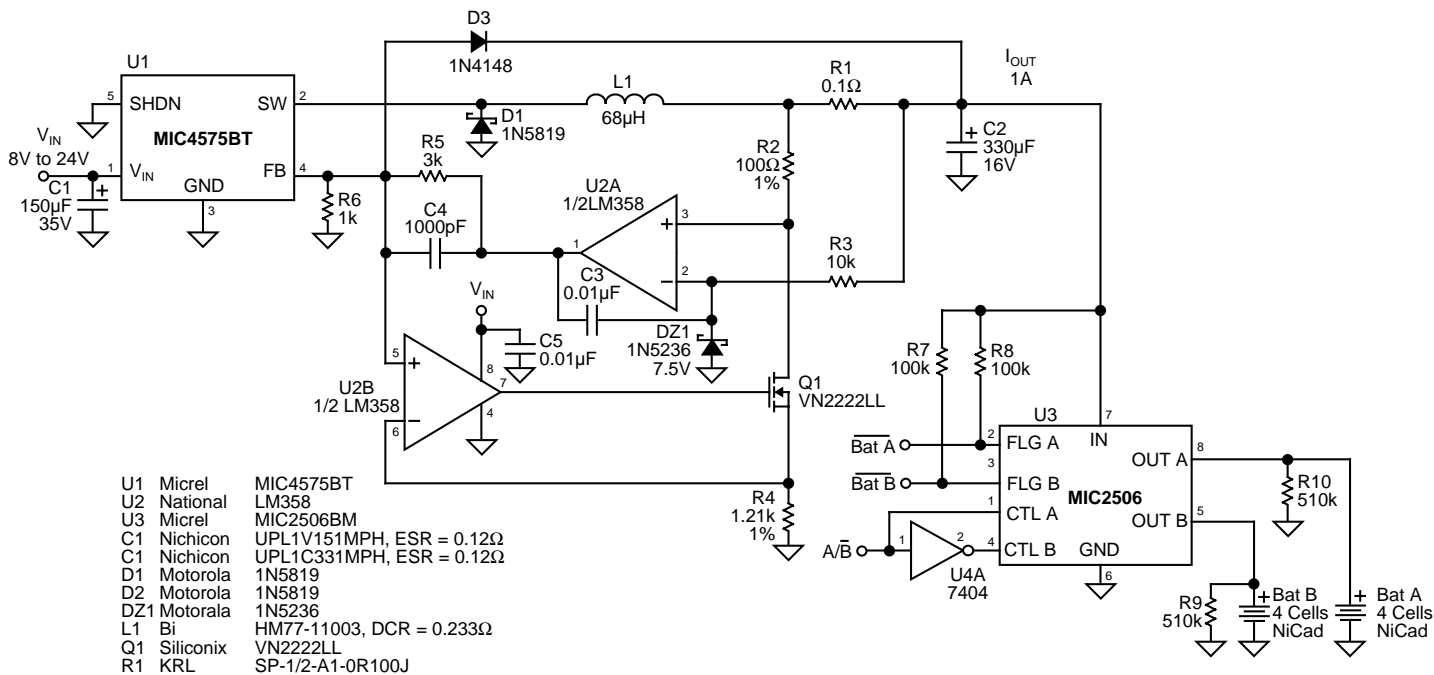 D3
1N4148
U1
5
SHDN
SW
2
MIC4575BT
VIN
8V to 24V
1
VIN
FB
4
GND
3
C1
150µF
35V
+
D1
1N5819
L1
68µH
R1
0.1Ω
IOUT
1A
+
C2
330µF
16V
R5
3k
R6
1k
C4
1000pF
R2
100Ω
1%
U2A
1/2LM358
1
+
3
−
2
C3
0.01µF
R3
10k
DZ1
1N5236
7.5V
VIN
C5
0.01µF
5
+
8
7
U2B
1/2 LM358
4
6
−
Q1
VN2222LL
R4
1.21k
1%
R7
100k
R8
100k
U3
7
Bat A
2
FLG A
IN
8
OUT A
3
Bat B
FLG B
MIC2506
R10
510k
1
CTL A
5
OUT B
A/B
1
2
4
CTL B
GND
6
U4A
7404
R9
510k
+
Bat B
4 Cells
NiCad
+
Bat A
4 Cells
NiCad
U1 Micrel MIC4575BT
U2 National LM358
U3 Micrel MIC2506BM
C1 Nichicon UPL1V151MPH, ESR = 0.12Ω
C1 Nichicon UPL1C331MPH, ESR = 0.12Ω
D1 Motorola 1N5819
D2 Motorola 1N5819
DZ1 Motorala 1N5236
L1 Bi HM77-11003, DCR = 0.233Ω
Q1 Siliconix VN2222LL
R1 KRL SP-1/2-A1-0R100J